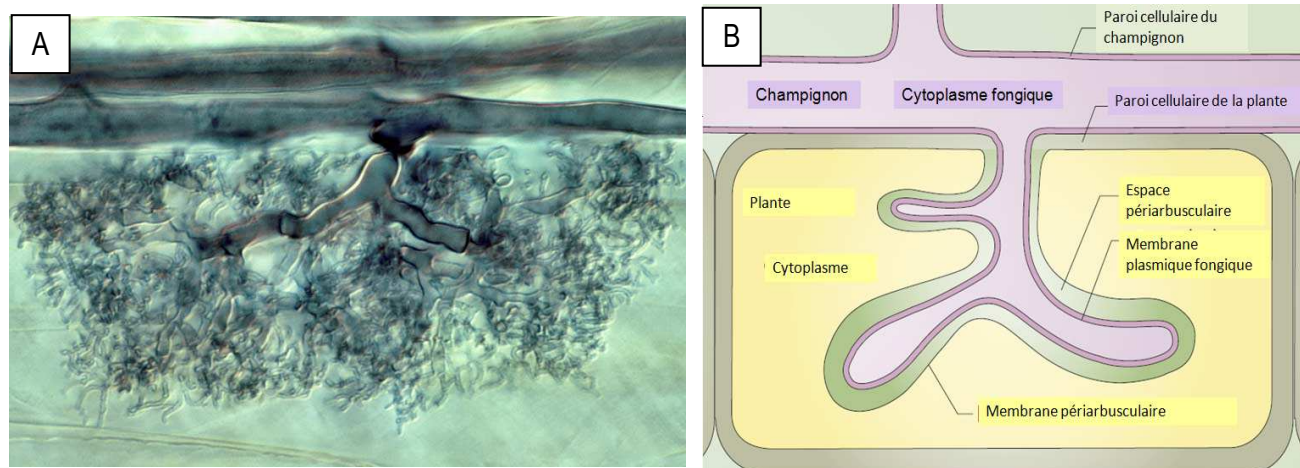 A
B
Paroi cellulaire du
champignon
Champignon
Cytoplasme fongique
Paroi cellulaire de la plante
Plante
Espace
périarbusculaire
Cytoplasme
Membrane
plasmique fongique
Membrane périarbusculaire